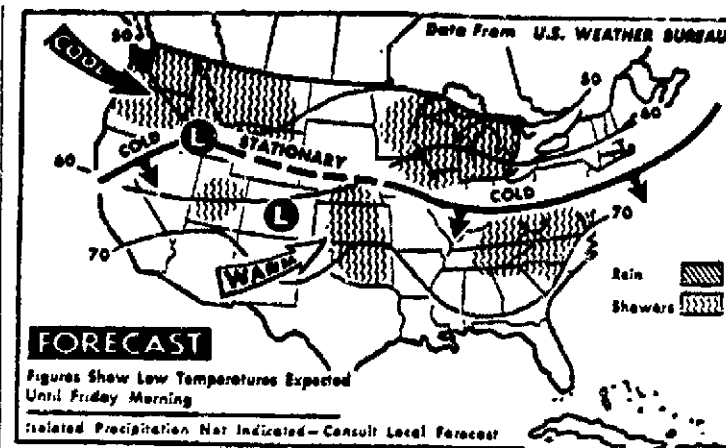 Data From U.S. WEATHER BUREAU
50
COOL
50
60
COLD
L
STATIONARY
60
COLD
L
70
70
WARM
Rain
Showers
FORECAST
Figures Show Low Temperatures Expected
Until Friday Morning
Isolated Precipitation Not Indicated—Consult Local Forecast